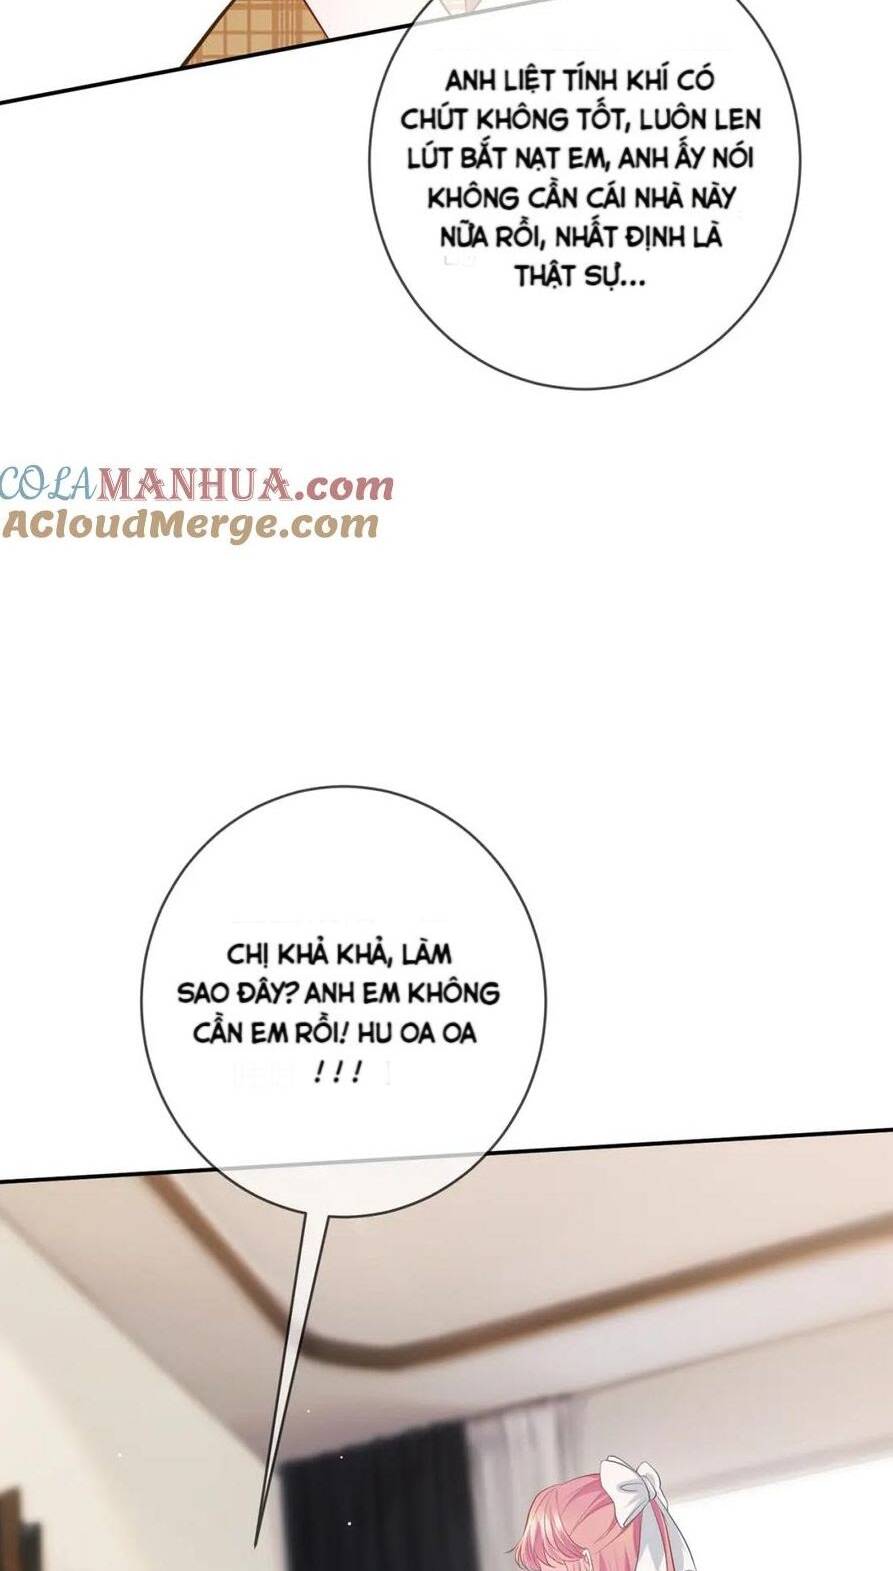 ANH LIỆT TÍNH KHÍ CÓ
CHÚT KHÔNG TỐT, LUÔN LEN
LÚT BẮT NẠT EM, ANH ẤY NÓI
KHÔNG CẦN CÁI NHÀ NÀY
NỮA RỒI, NHẤT ĐỊNH LÀ
THẬT SỰ...
COLAMANHUA.com
ACloudMerge.com
CHỊ KHẢ KHẢ, LÀM
SAO ĐÂY? ANH EM KHÔNG
CẦN EM RỒI! HU OA OA
!!!